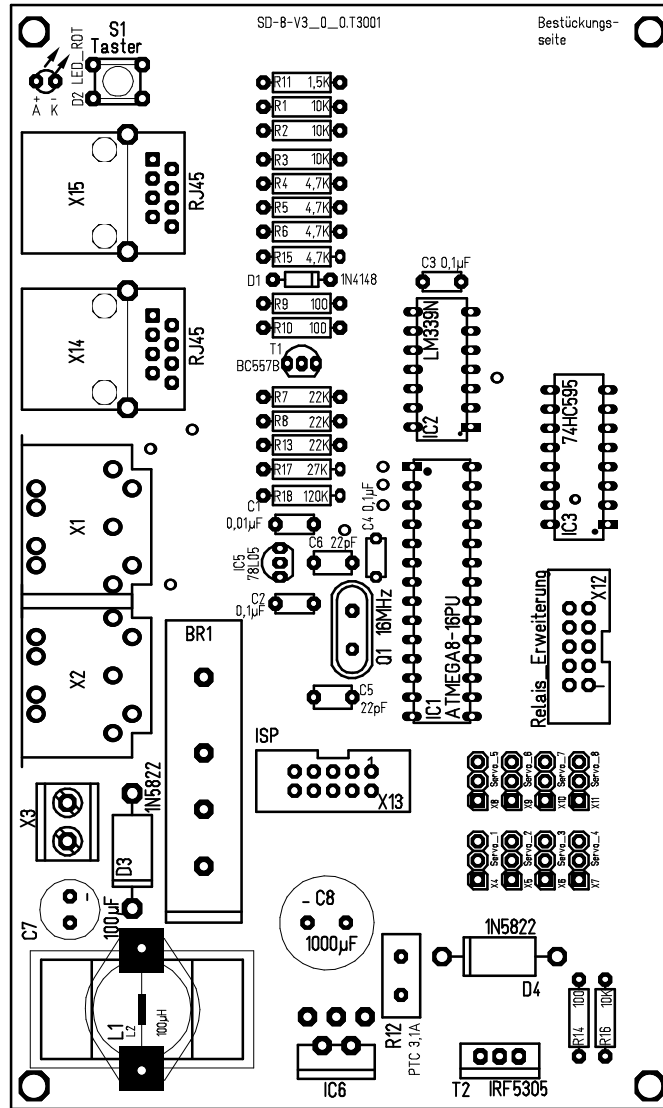 S1
Taster
SD-8-V3_0_0.T3001
Bestückungs-
seite
LED_ROT
D2
+ -
A K
R11 1,5K
R1 10K
R2 10K
R3 10K
R4 4,7K
R5 4,7K
R6 4,7K
R15 4,7K
X15
RJ45
D1 1N4148
C3 0,1µF
R9 100
R10 100
X14
RJ45
T1
BC557B
LM339N
IC2
74HC595
IC3
R7 22K
R8 22K
R13 22K
R17 27K
R18 120K
C1
0,01µF
C4 0,1µF
X1
IC5
78L05
C6 22pF
C2
0,1µF
Q1 16MHz
IC1
ATMEGA8-16PU
X12
Relais_Erweiterung
X2
BR1
C5
22pF
ISP
1
X13
Servo_5
Servo_6
Servo_7
Servo_8
X8
X9
X10
X11
Servo_1
Servo_2
Servo_3
Servo_4
X4
X5
X6
X7
X3
1N5822
D3
C7
-
100µF
- C8
1000µF
1N5822
D4
L1
L2
100µH
R12
PTC 3,1A
R14 100
R16 10K
IC6
T2 IRF5305